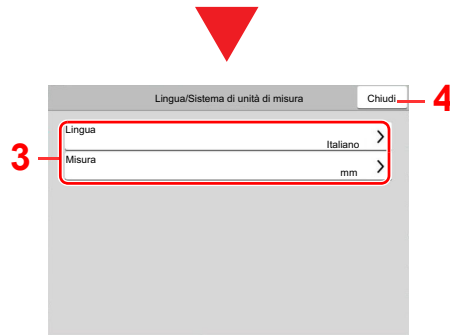 Lingua/Sistema di unità di misura
Chiudi
4
3
Lingua
Italiano
Misura
mm